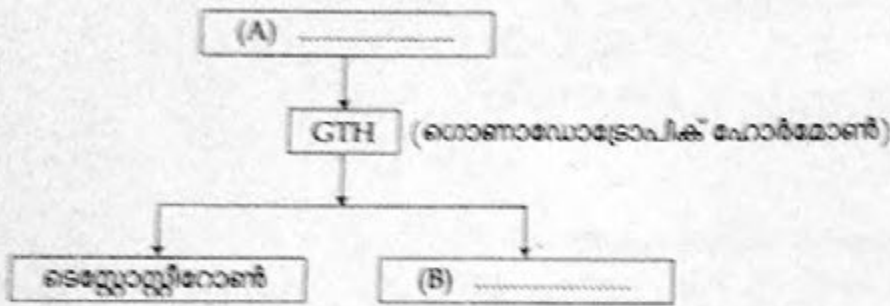 (A) ........................
GTH (ഗൊണാഡോട്രോപിക് ഹോർമോൺ)
ടെസ്റ്റോസ്റ്റിറോൺ (B) ........................